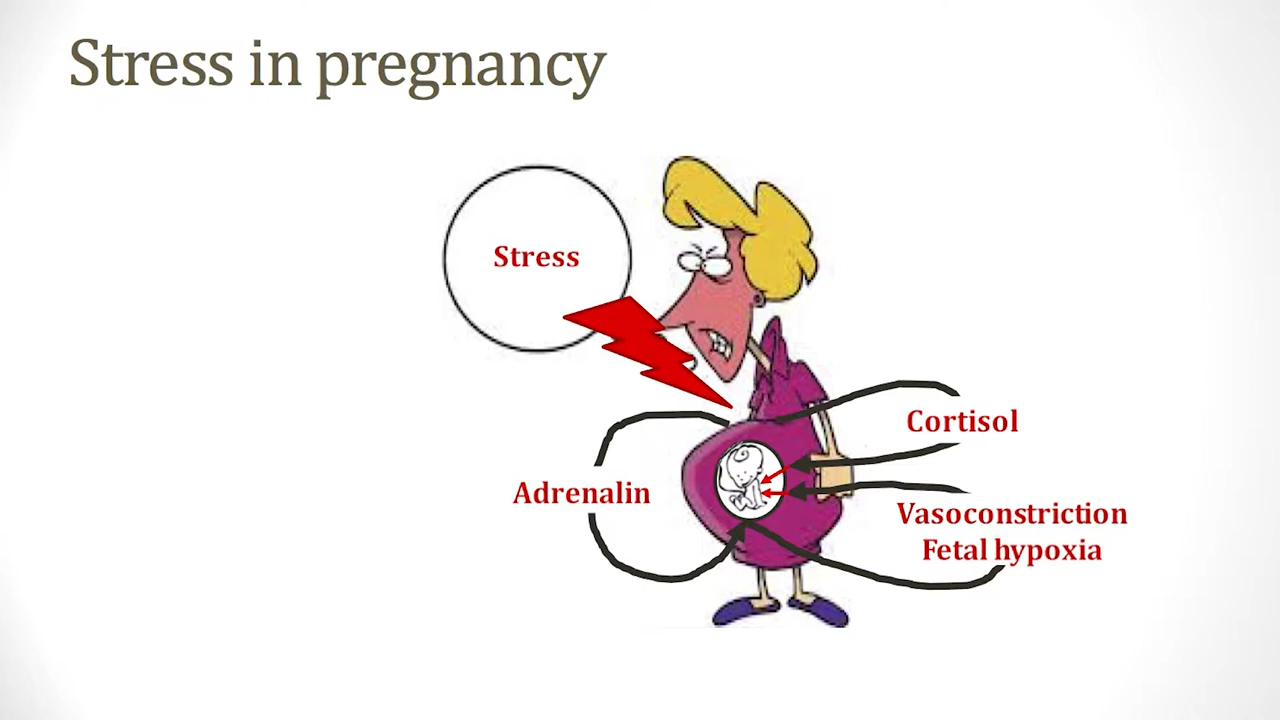 Stress in pregnancy
Stress
Cortisol
Adrenalin
Vasoconstriction
Fetal hypoxia